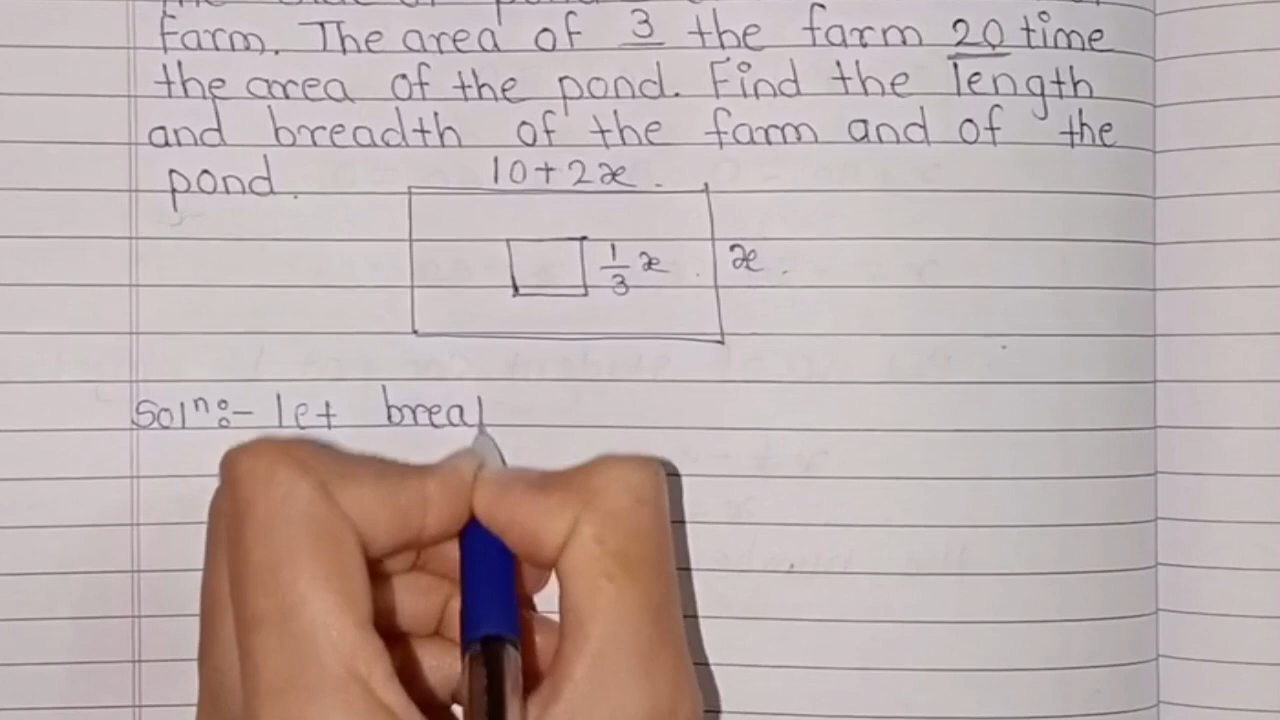 farm. The area of 3 the farm 20 time
the area of the pond. Find the length
and breadth of the farm and of the
pond.
10+2x.
1/3 x
x.
Solⁿ:- let brea